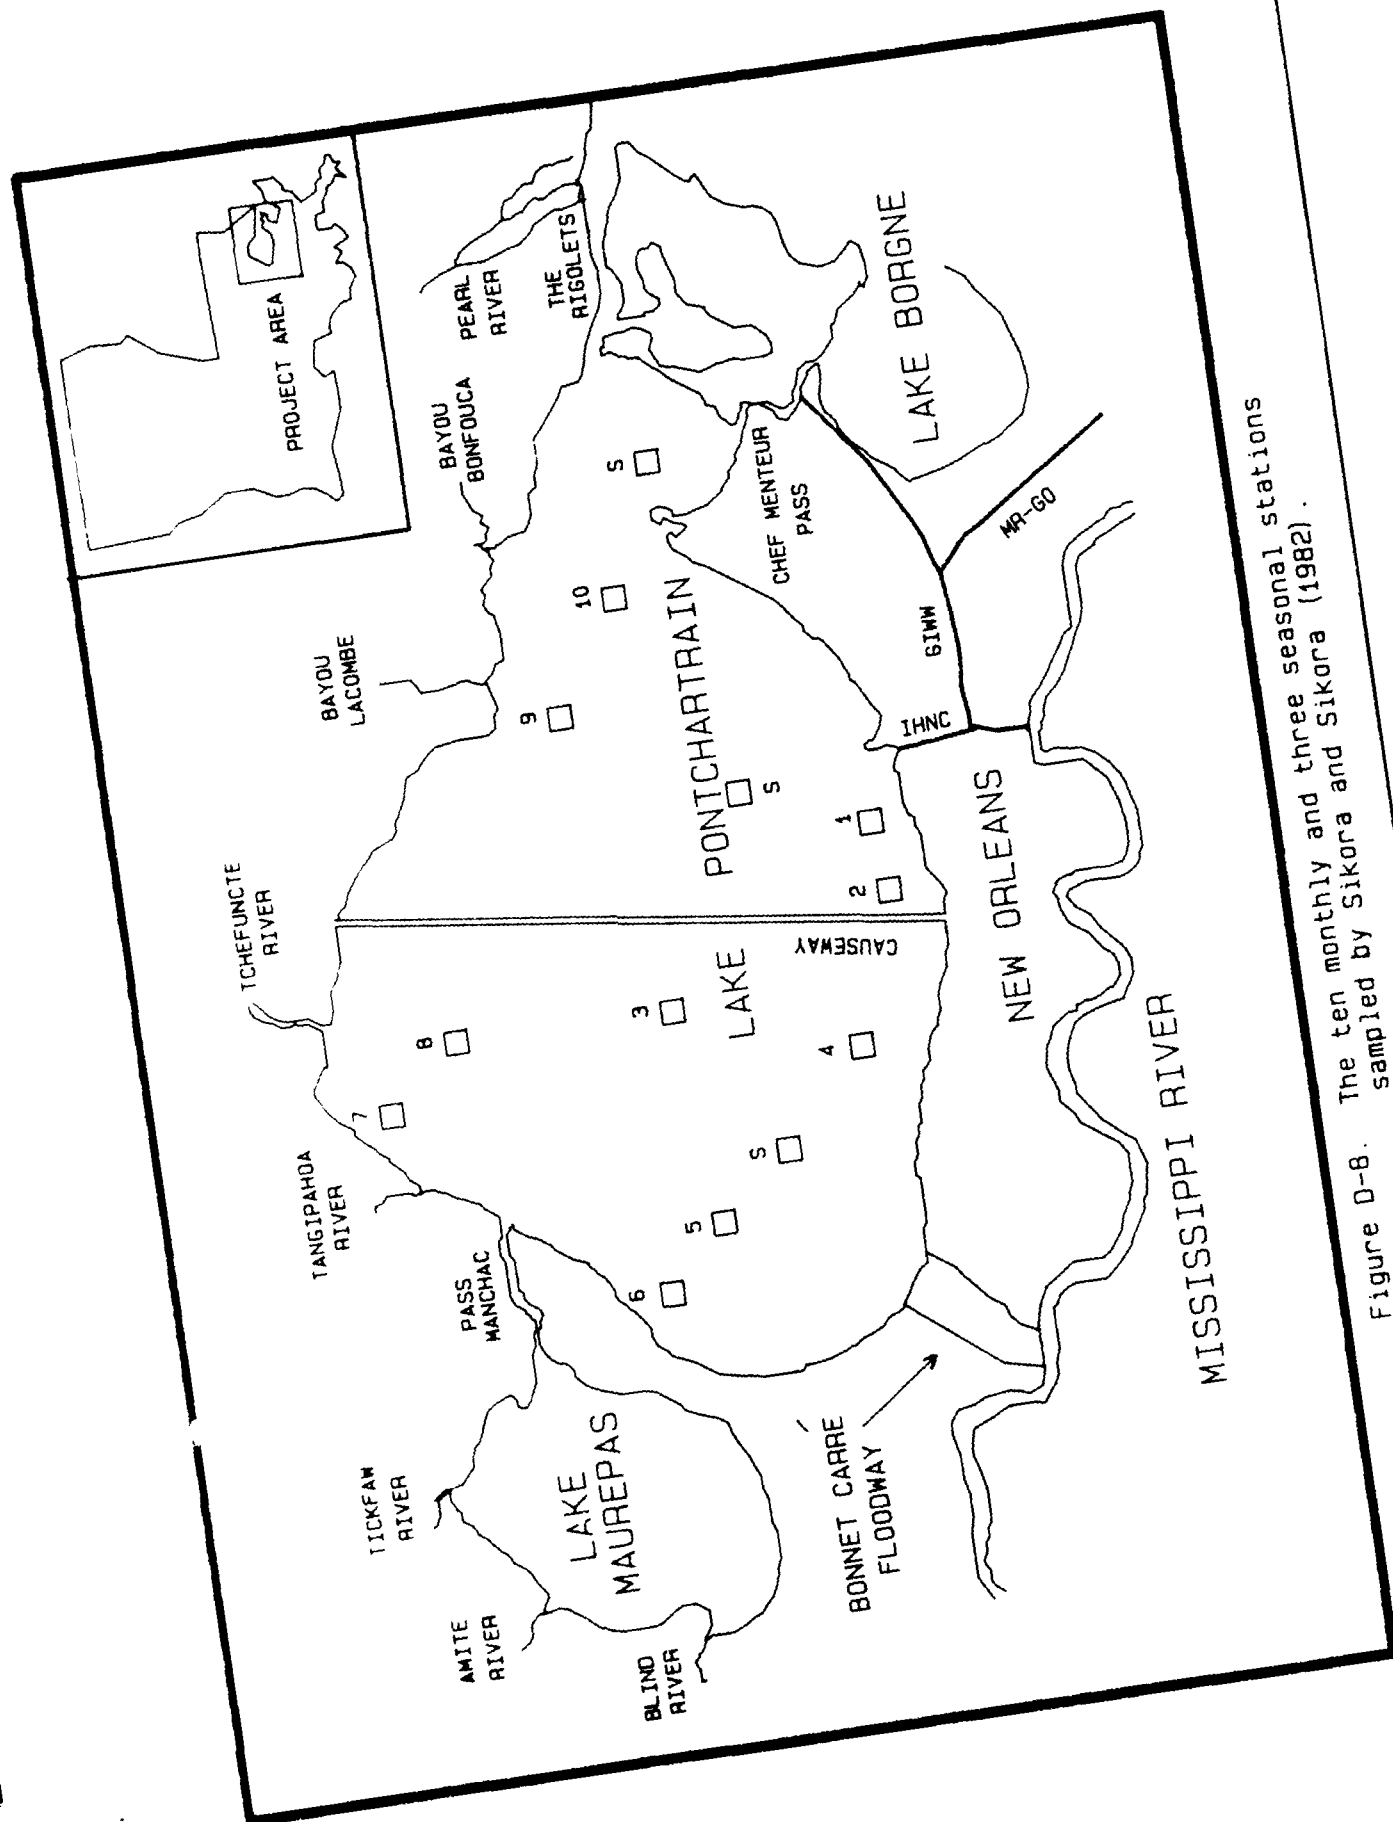 PROJECT AREA
TICKFAW
RIVER
AMITE
RIVER
BLIND
RIVER
LAKE
MAUREPAS
PASS
MANCHAC
TANGIPAHOA
RIVER
TCHEFUNCTE
RIVER
BAYOU
LACOMBE
BAYOU
BONFOUCA
PEARL
RIVER
THE
RIGOLETS
7
8
9
10
S
6
5
S
3
4
2
1
S
LAKE PONTCHARTRAIN
CAUSEWAY
CHEF MENTEUR
PASS
LAKE BORGNE
IHNC
GIWW
MR-GO
NEW ORLEANS
BONNET CARRE
FLOODWAY
MISSISSIPPI RIVER
Figure D-8. The ten monthly and three seasonal stations
sampled by Sikora and Sikora (1982).